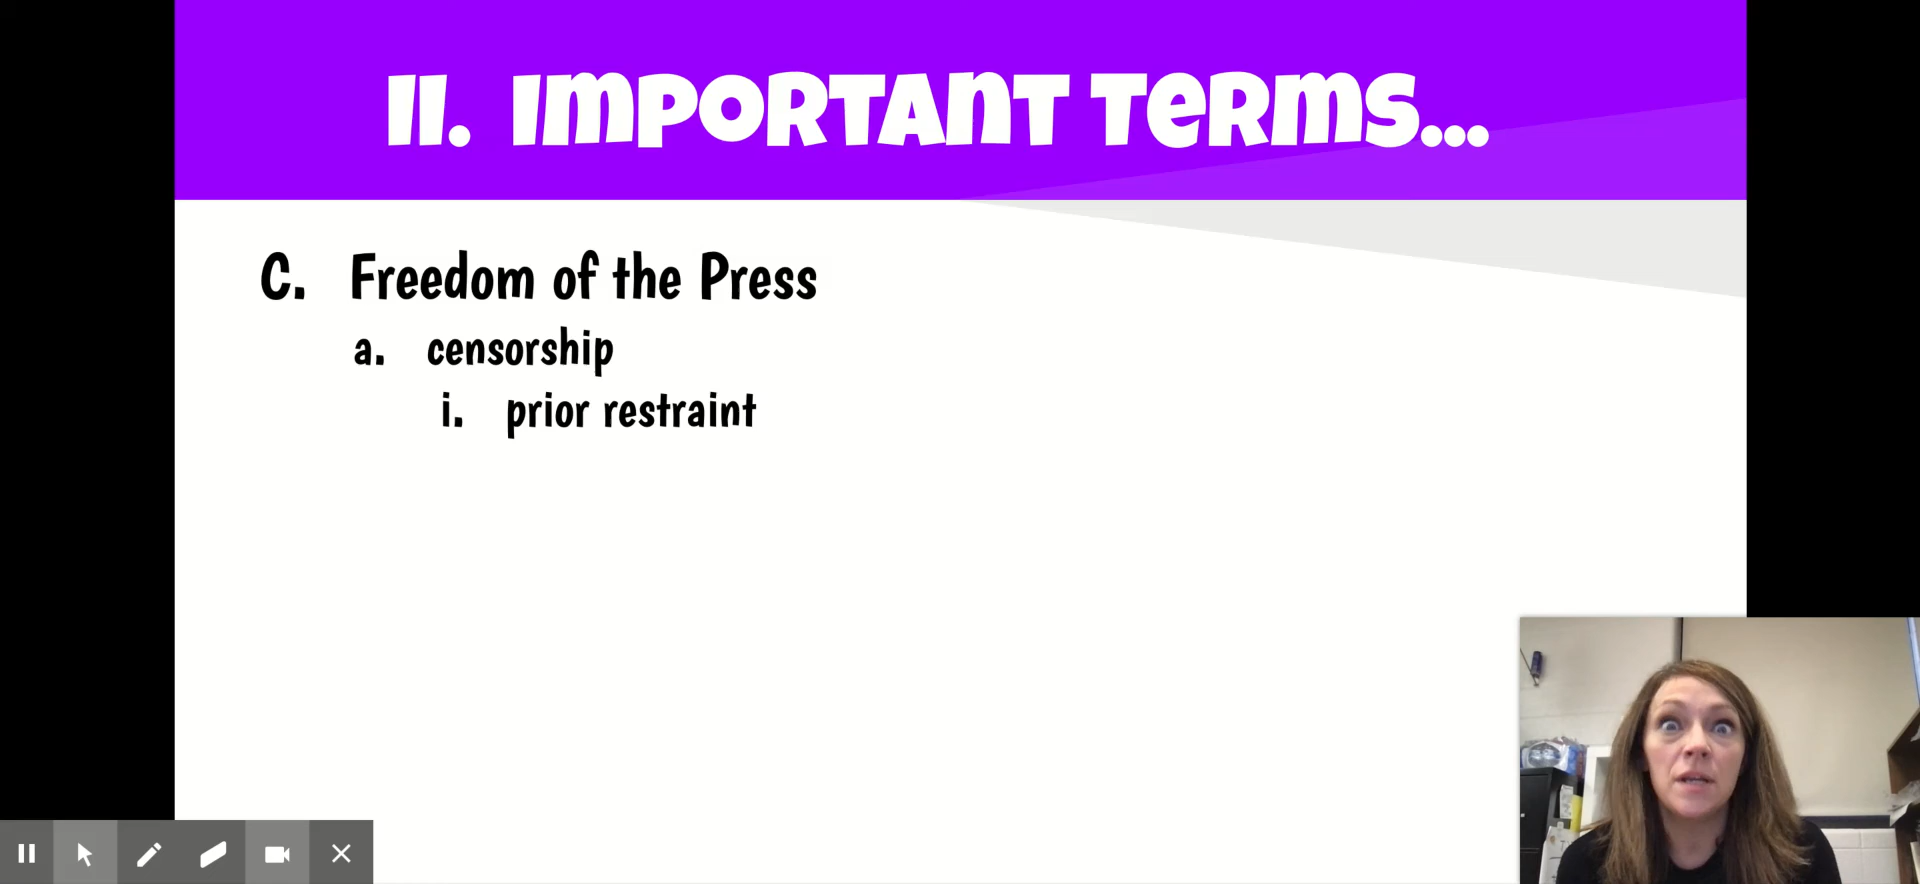 II. Important Terms...
C. Freedom of the Press
a. censorship
i. prior restraint